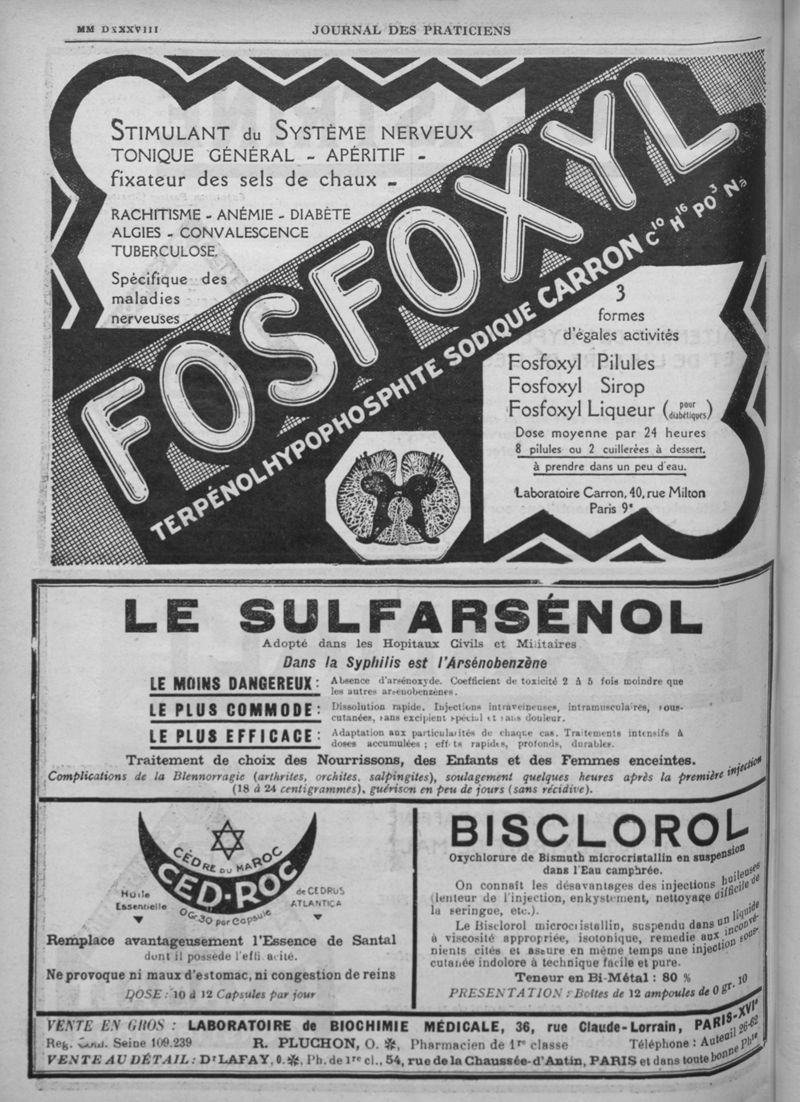 MM DXXXVIII
JOURNAL DES PRATICIENS
STIMULANT du SYSTÈME NERVEUX
TONIQUE GÉNÉRAL - APÉRITIF -
fixateur des sels de chaux -
RACHITISME - ANÉMIE - DIABÈTE
ALGIES - CONVALESCENCE
TUBERCULOSE.
Spécifique des
maladies
nerveuses
FOSFOXYL
TERPÉNOLHYPOPHOSPHITE SODIQUE CARRON C10 H16 PO3 Na
3
formes
d'égales activités
Fosfoxyl Pilules
Fosfoxyl Sirop
Fosfoxyl Liqueur (pour diabétiques)
Dose moyenne par 24 heures
8 pilules ou 2 cuillerées à dessert.
à prendre dans un peu d'eau.
Laboratoire Carron, 40, rue Milton
Paris 9e
LE SULFARSÉNOL
Adopté dans les Hopitaux Civils et Militaires
Dans la Syphilis est l'Arsénobenzène
LE MOINS DANGEREUX : Absence d'arsénoxyde. Coefficient de toxicité 2 à 5 fois moindre que
les autres arsenobenzènes.
LE PLUS COMMODE : Dissolution rapide. Injections intraveineuses, intramusculaires, sous-
cutanées, sans excipient spécial et sans douleur.
LE PLUS EFFICACE : Adaptation aux particularités de chaque cas. Traitements intensifs à
doses accumulées ; effets rapides, profonds, durables.
Traitement de choix des Nourrissons, des Enfants et des Femmes enceintes.
Complications de la Blennorragie (arthrites, orchites, salpingites), soulagement quelques heures après la première injection
(18 à 24 centigrammes), guérison en peu de jours (sans récidive).
CÈDRE DU MAROC
CED-ROC
Huile
Essentielle
0Gr30 par Capsule
de CEDRUS
ATLANTICA
Remplace avantageusement l'Essence de Santal
dont il possède l'efficacité.
Ne provoque ni maux d'estomac, ni congestion de reins
DOSE : 10 à 12 Capsules par jour
BISCLOROL
Oxychlorure de Bismuth microcristallin en suspension
dans l'Eau camphrée.
On connaît les désavantages des injections huileuses
(lenteur de l'injection, enkystement, nettoyage difficile de
la seringue, etc.).
Le Bisclorol microcristallin, suspendu dans un liquide
à viscosité appropriée, isotonique, remedie aux inconvé-
nients cités et assure en même temps une injection sous-
cutanée indolore à technique facile et pure.
Teneur en Bi-Métal : 80 %
PRESENTATION : Boîtes de 12 ampoules de 0 gr. 10
VENTE EN GROS : LABORATOIRE de BIOCHIMIE MÉDICALE, 36, rue Claude-Lorrain, PARIS-XVIe
Reg. Com. Seine 109.239 R. PLUCHON, O. ✻, Pharmacien de 1re classe Téléphone : Auteuil 26-62
VENTE AU DÉTAIL : Dr LAFAY, O. ✻, Ph. de 1re cl., 54, rue de la Chaussée-d'Antin, PARIS et dans toute bonne Phie